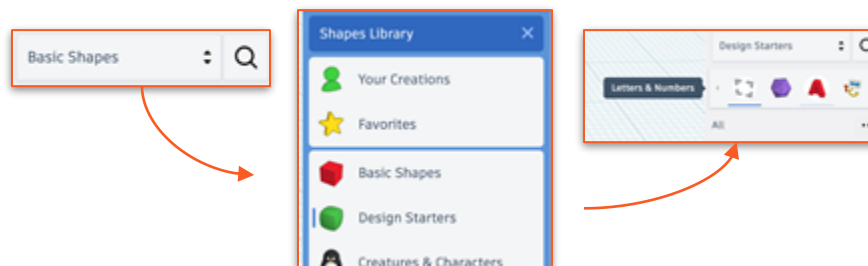 Basic Shapes
Shapes Library
Your Creations
Favorites
Basic Shapes
Design Starters
Creatures & Characters
Design Starters
Letters & Numbers
All